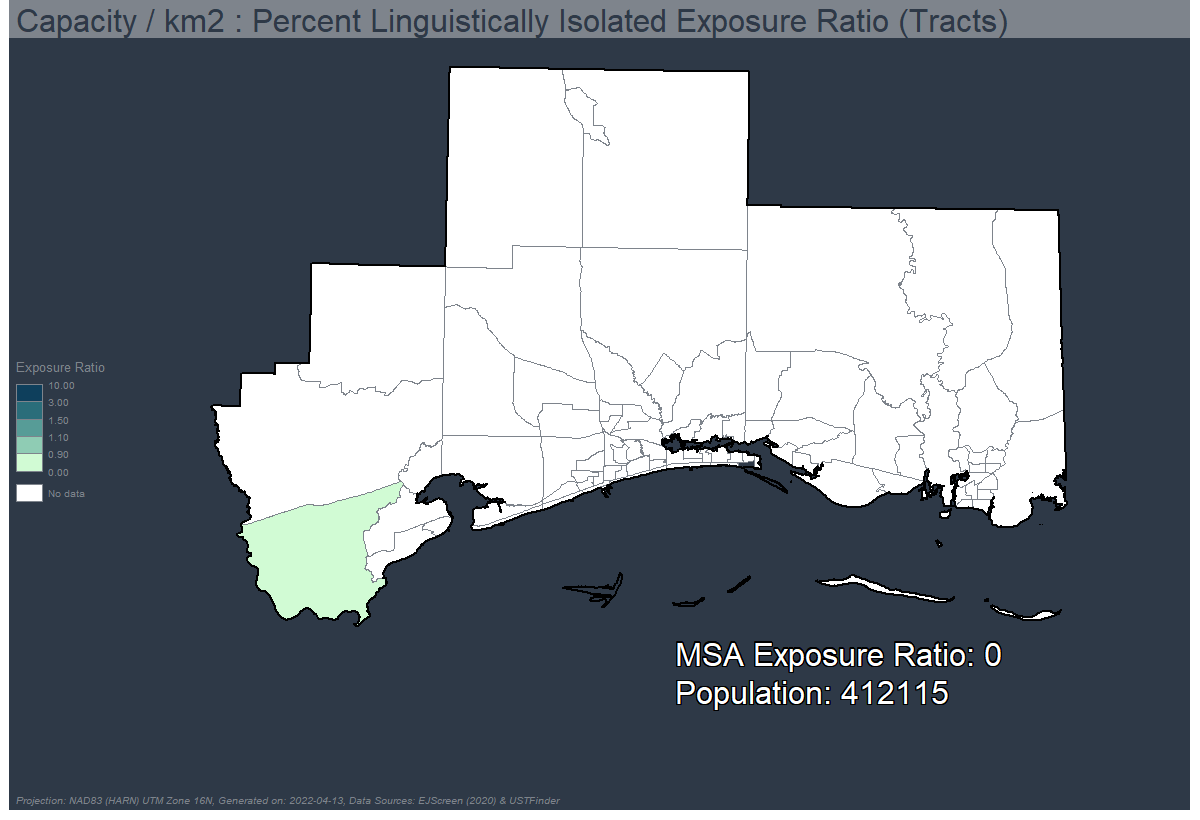 Capacity / km2 : Percent Linguistically Isolated Exposure Ratio (Tracts)
Exposure Ratio
10.00
3.00
1.50
1.10
0.90
0.00
No data
MSA Exposure Ratio: 0
Population: 412115
Projection: NAD83 (HARN) UTM Zone 16N, Generated on: 2022-04-13, Data Sources: EJScreen (2020) & USTFinder